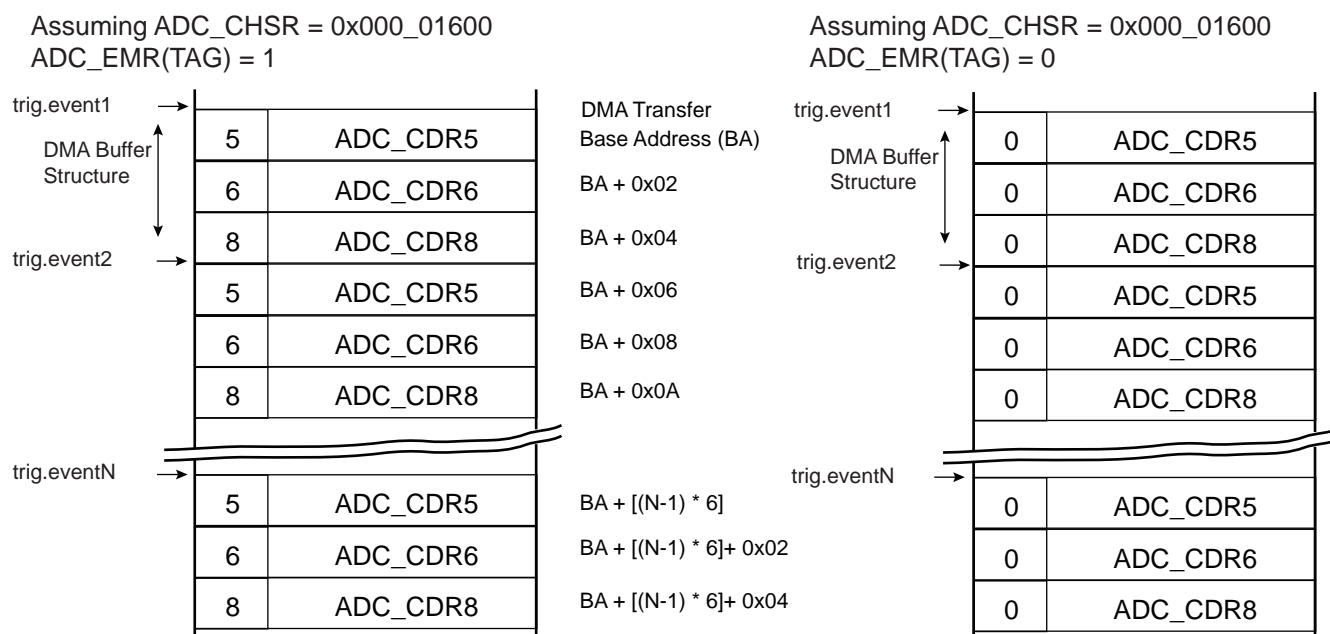 Assuming ADC_CHSR = 0x000_01600
ADC_EMR(TAG) = 1
trig.event1
DMA Buffer
Structure
5 ADC_CDR5
6 ADC_CDR6
8 ADC_CDR8
trig.event2
5 ADC_CDR5
6 ADC_CDR6
8 ADC_CDR8
trig.eventN
5 ADC_CDR5
6 ADC_CDR6
8 ADC_CDR8
DMA Transfer
Base Address (BA)
BA + 0x02
BA + 0x04
BA + 0x06
BA + 0x08
BA + 0x0A
BA + [(N-1) * 6]
BA + [(N-1) * 6]+ 0x02
BA + [(N-1) * 6]+ 0x04
Assuming ADC_CHSR = 0x000_01600
ADC_EMR(TAG) = 0
trig.event1
DMA Buffer
Structure
0 ADC_CDR5
0 ADC_CDR6
0 ADC_CDR8
trig.event2
0 ADC_CDR5
0 ADC_CDR6
0 ADC_CDR8
trig.eventN
0 ADC_CDR5
0 ADC_CDR6
0 ADC_CDR8